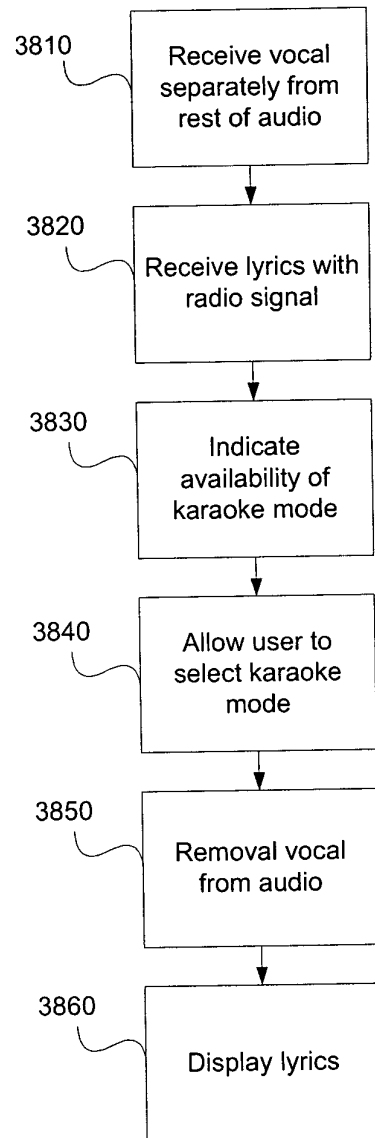 3810
Receive vocal
separately from
rest of audio
3820
Receive lyrics with
radio signal
3830
Indicate
availability of
karaoke mode
3840
Allow user to
select karaoke
mode
3850
Removal vocal
from audio
3860
Display lyrics